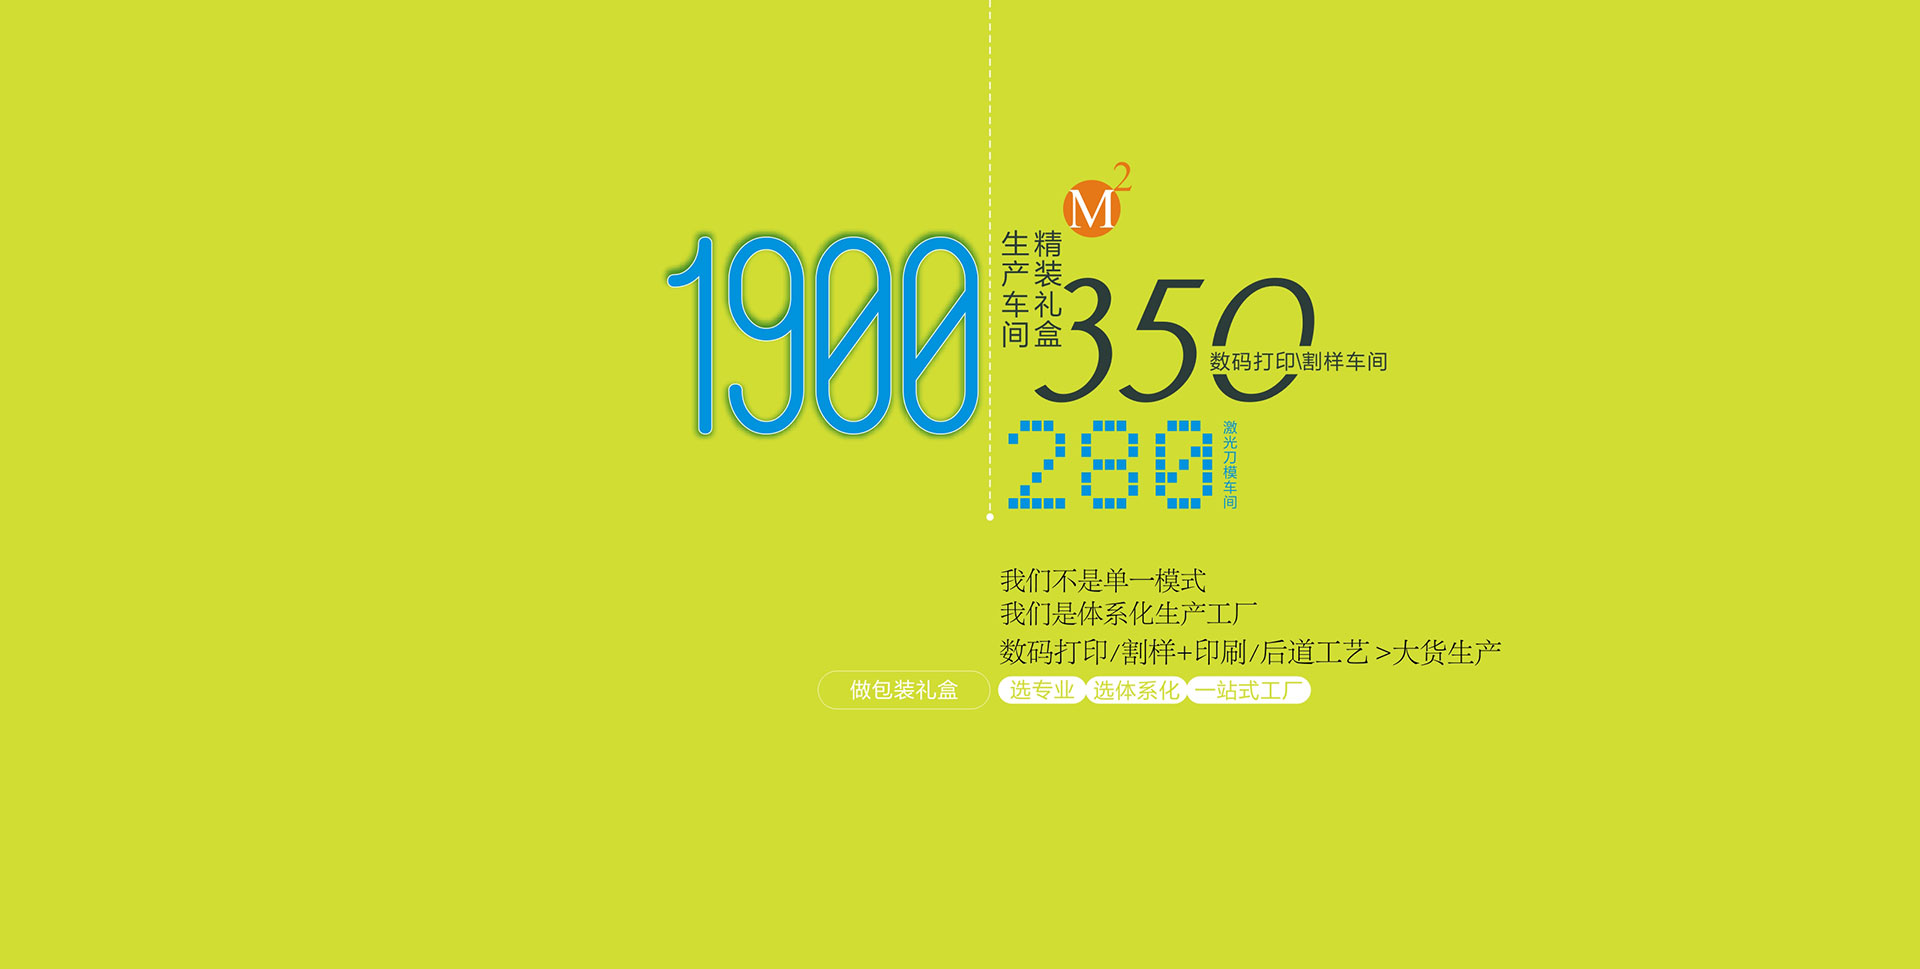 M2
1900
精装礼盒
生产车间
350
数码打印\割样车间
280
激光刀模车间
我们不是单一模式
我们是体系化生产工厂
数码打印/割样+印刷/后道工艺>大货生产
做包装礼盒 选专业 选体系化 一站式工厂